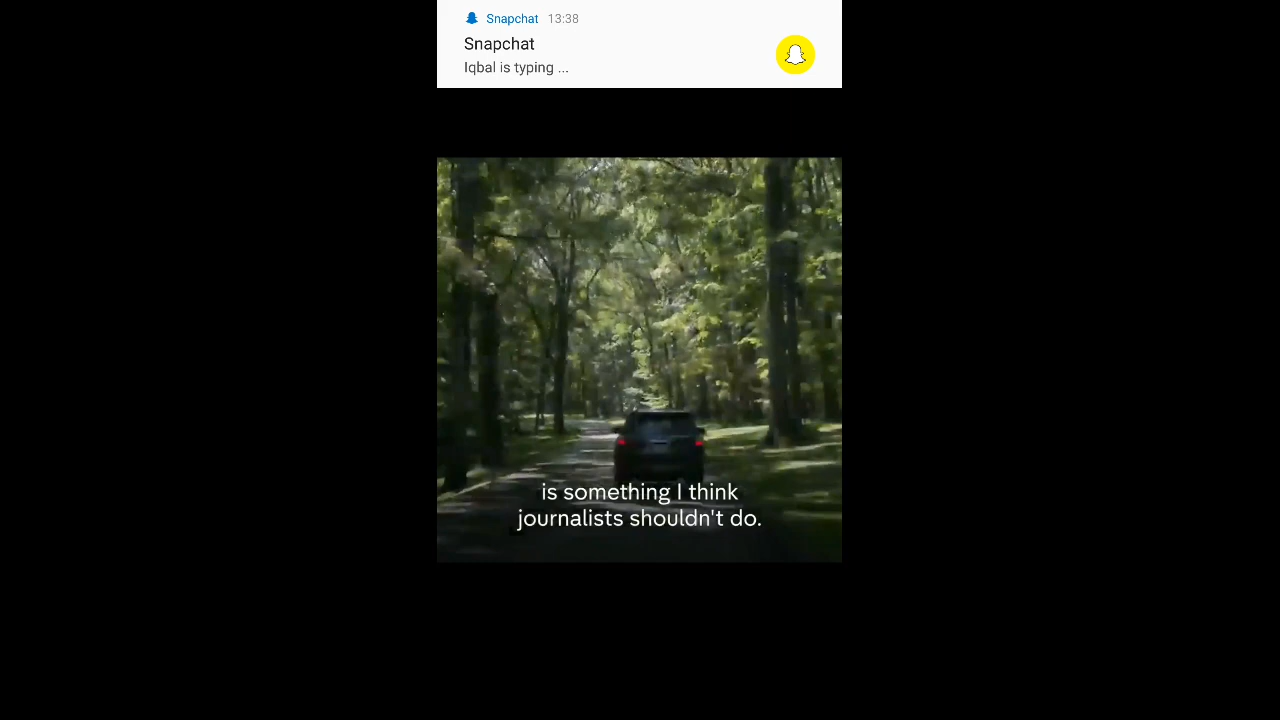 Snapchat 13:38
Snapchat
Iqbal is typing ...
is something I think
journalists shouldn't do.